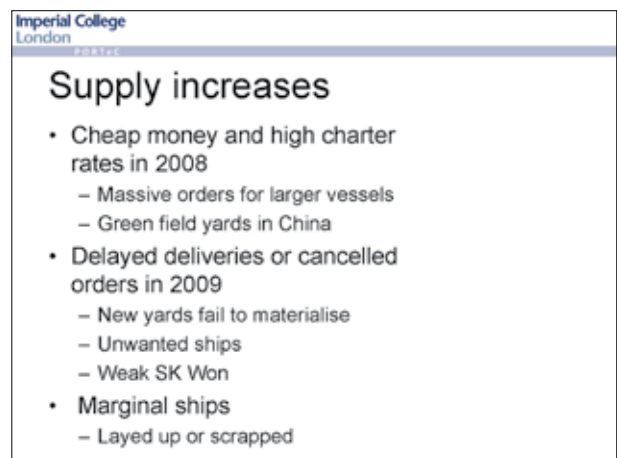 Imperial College
London
PORTeC
Supply increases
• Cheap money and high charter
rates in 2008
– Massive orders for larger vessels
– Green field yards in China
• Delayed deliveries or cancelled
orders in 2009
– New yards fail to materialise
– Unwanted ships
– Weak SK Won
• Marginal ships
– Layed up or scrapped